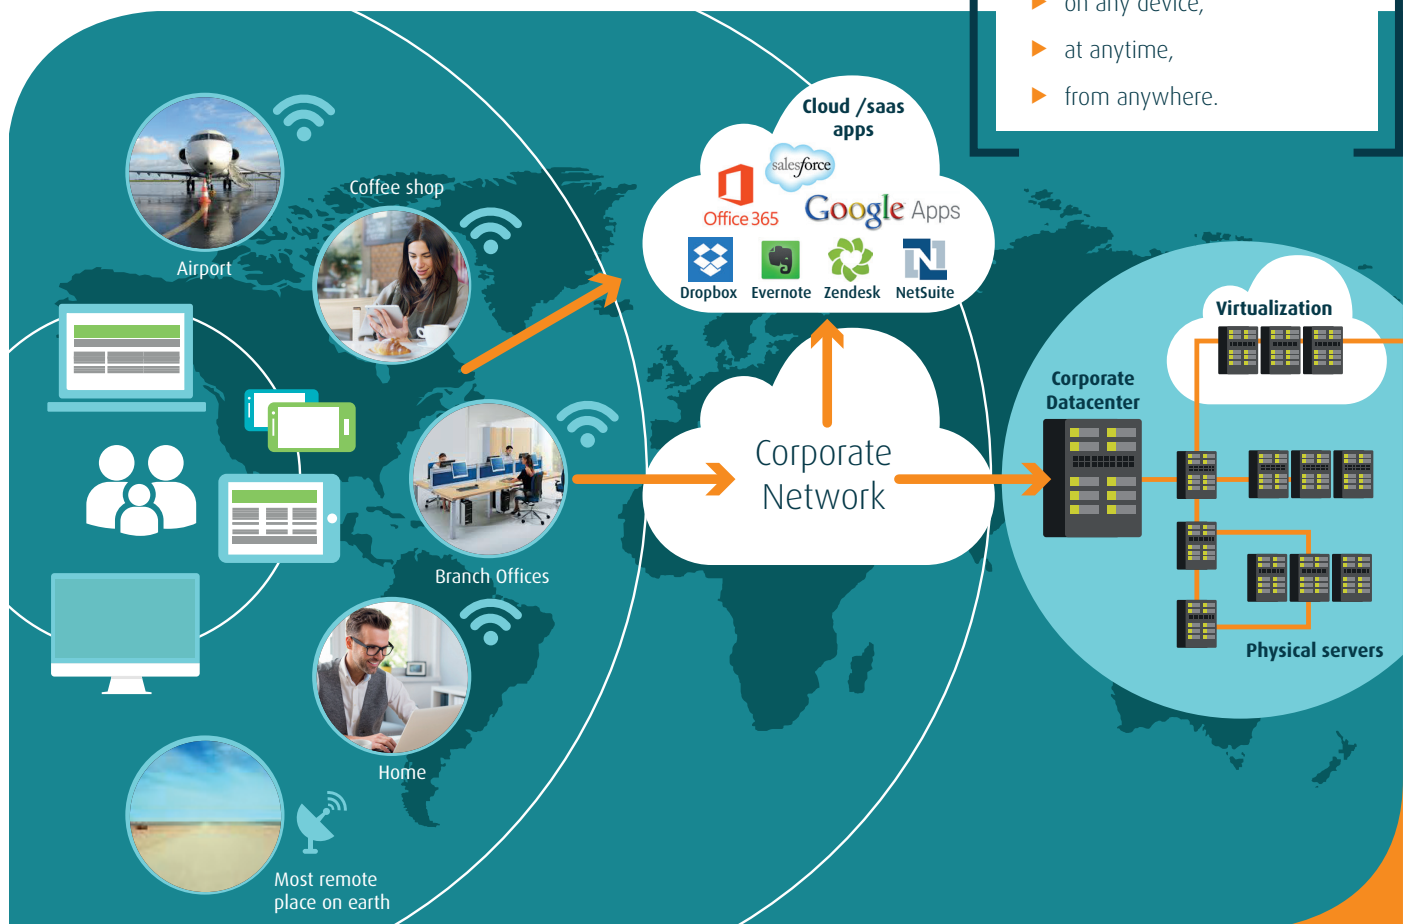 on any device,
at anytime,
from anywhere.
Cloud /saas
apps
salesforce
Office 365
Google Apps
Dropbox Evernote Zendesk NetSuite
Coffee shop
Airport
Virtualization
Corporate
Datacenter
Corporate
Network
Branch Offices
Physical servers
Home
Most remote
place on earth